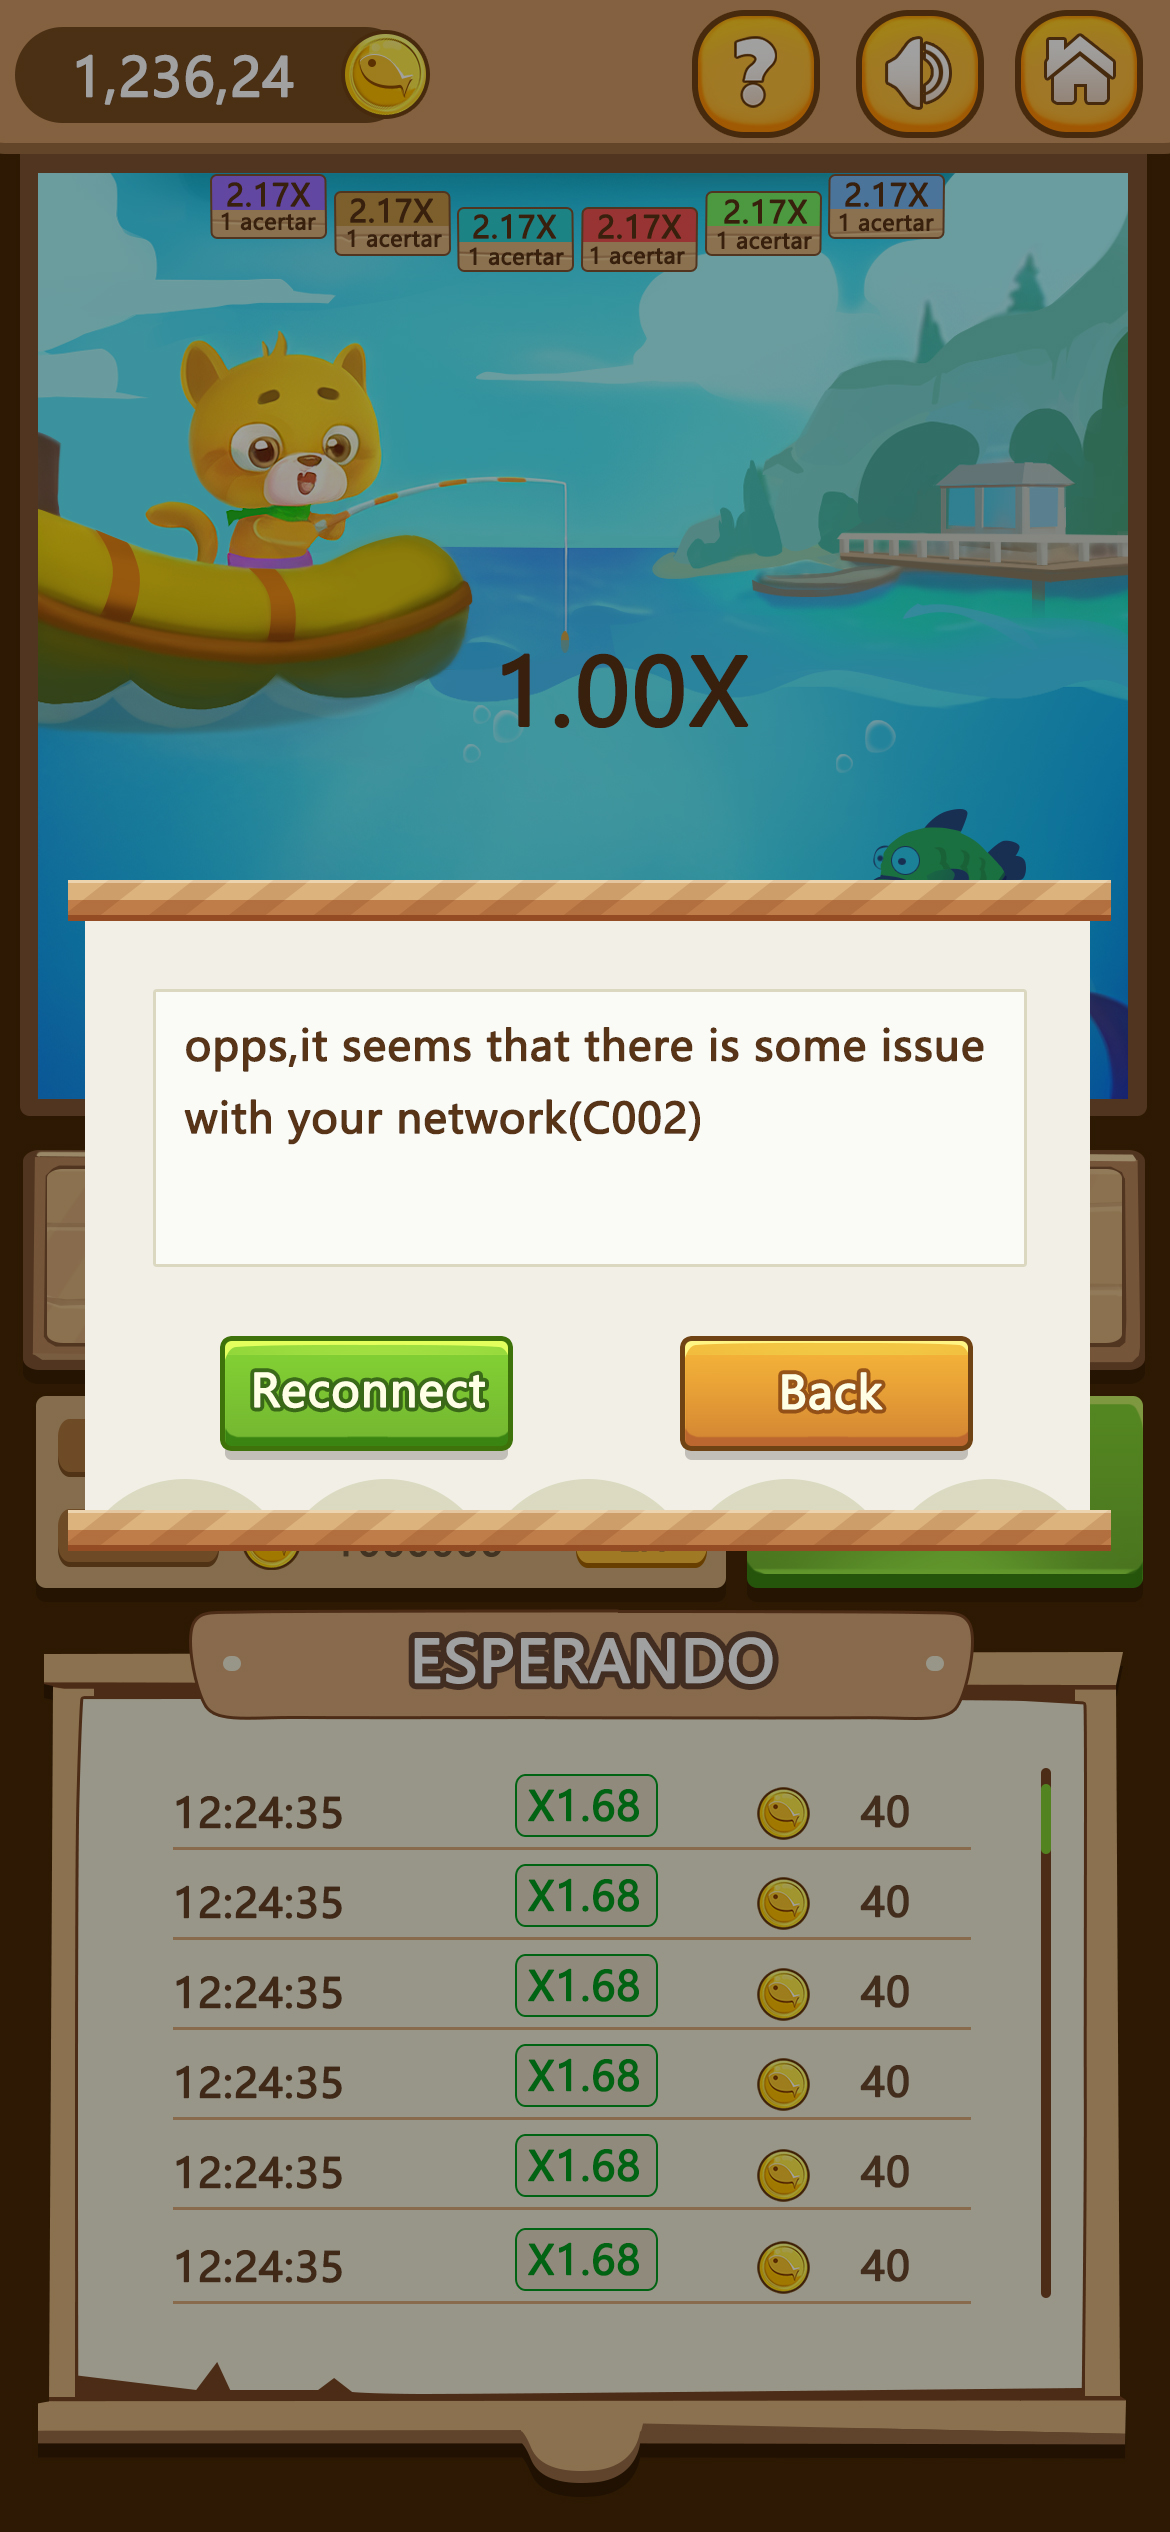 1,236,24
2.17X
1 acertar
2.17X
1 acertar
2.17X
1 acertar
2.17X
1 acertar
2.17X
1 acertar
2.17X
1 acertar
1.00X
opps,it seems that there is some issue
with your network(C002)
Reconnect
Back
ESPERANDO
12:24:35 X1.68 40
12:24:35 X1.68 40
12:24:35 X1.68 40
12:24:35 X1.68 40
12:24:35 X1.68 40
12:24:35 X1.68 40